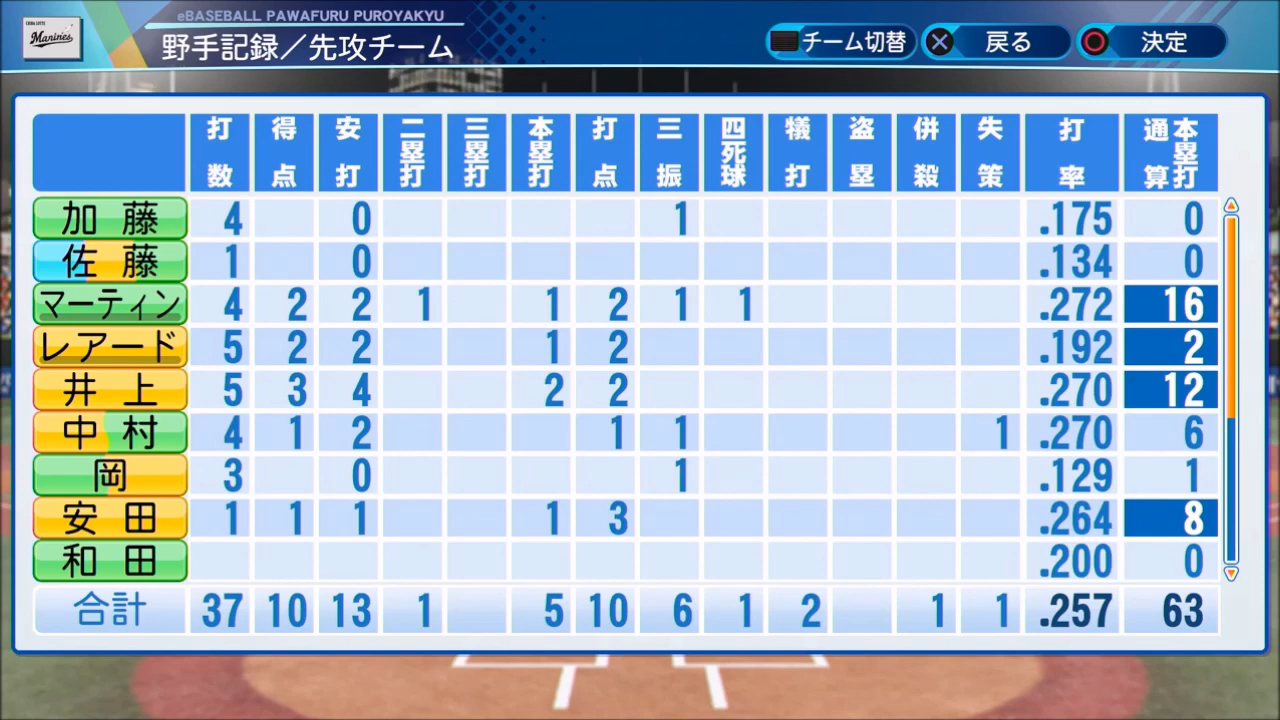 CHIBA LOTTE
Marines
eBASEBALL PAWAFURU PUROYAKYU
野手記録／先攻チーム
チーム切替 戻る 決定
打数 得点 安打 二塁打 三塁打 本塁打 打点 三振 四死球 犠打 盗塁 併殺 失策 打率 通算本塁打
加藤 4 0 1 .175 0
佐藤 1 0 .134 0
マーティン 4 2 2 1 1 2 1 1 .272 16
レアード 5 2 2 1 2 .192 2
井上 5 3 4 2 2 .270 12
中村 4 1 2 1 1 1 .270 6
岡 3 0 1 .129 1
安田 1 1 1 1 3 .264 8
和田 .200 0
合計 37 10 13 1 5 10 6 1 2 1 1 .257 63